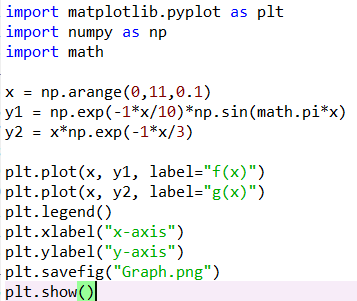 import matplotlib.pyplot as plt
import numpy as np
import math
x = np.arange(0,11,0.1)
y1 = np.exp(-1*x/10)*np.sin(math.pi*x)
y2 = x*np.exp(-1*x/3)
plt.plot(x, y1, label="f(x)")
plt.plot(x, y2, label="g(x)")
plt.legend()
plt.xlabel("x-axis")
plt.ylabel("y-axis")
plt.savefig("Graph.png")
plt.show()